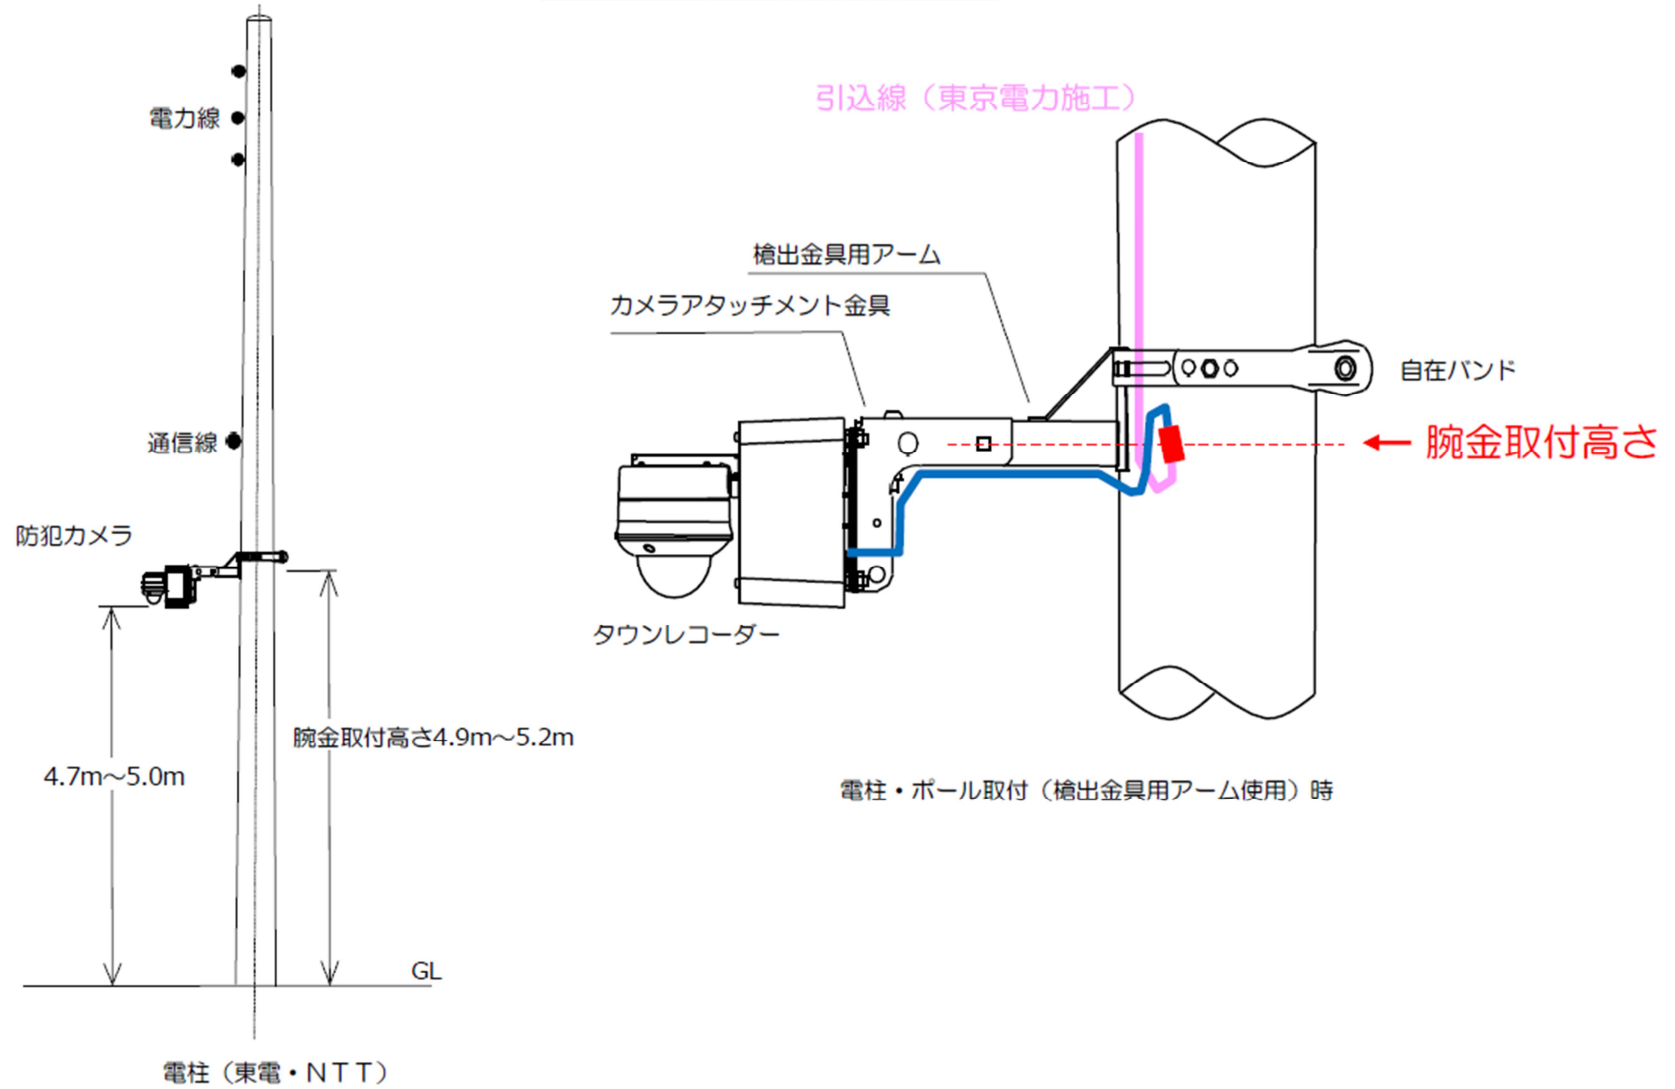 電力線
通信線
防犯カメラ
4.7m～5.0m
腕金取付高さ4.9m～5.2m
GL
電柱（東電・ＮＴＴ）
引込線（東京電力施工）
槍出金具用アーム
カメラアタッチメント金具
自在バンド
腕金取付高さ
タウンレコーダー
電柱・ポール取付（槍出金具用アーム使用）時